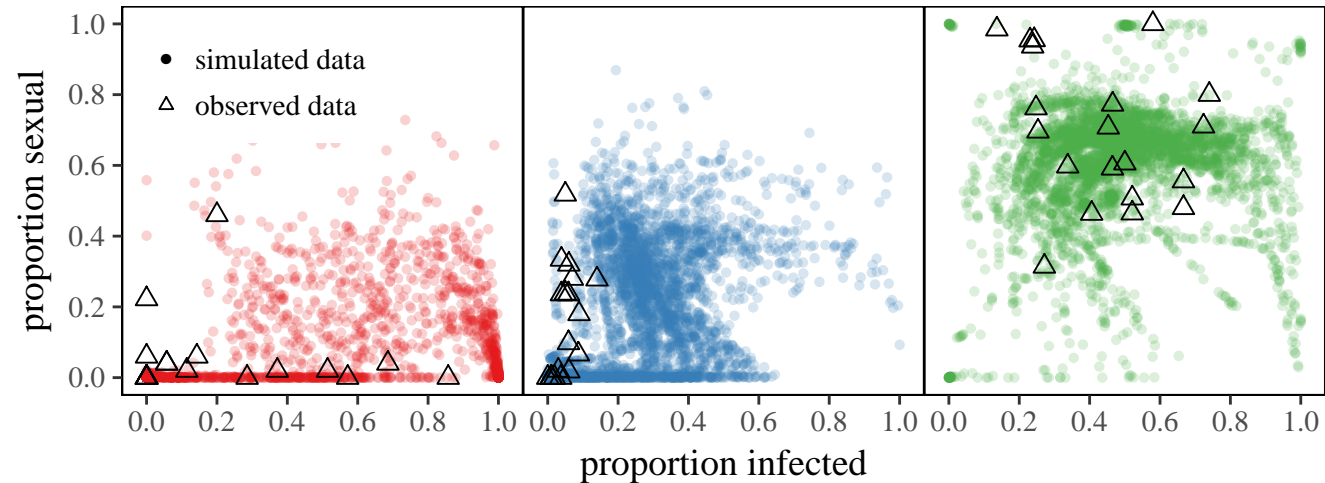 proportion sexual
1.0
0.8
0.6
0.4
0.2
0.0
simulated data
observed data
0.0 0.2 0.4 0.6 0.8 1.0 0.0 0.2 0.4 0.6 0.8 1.0 0.0 0.2 0.4 0.6 0.8 1.0
proportion infected